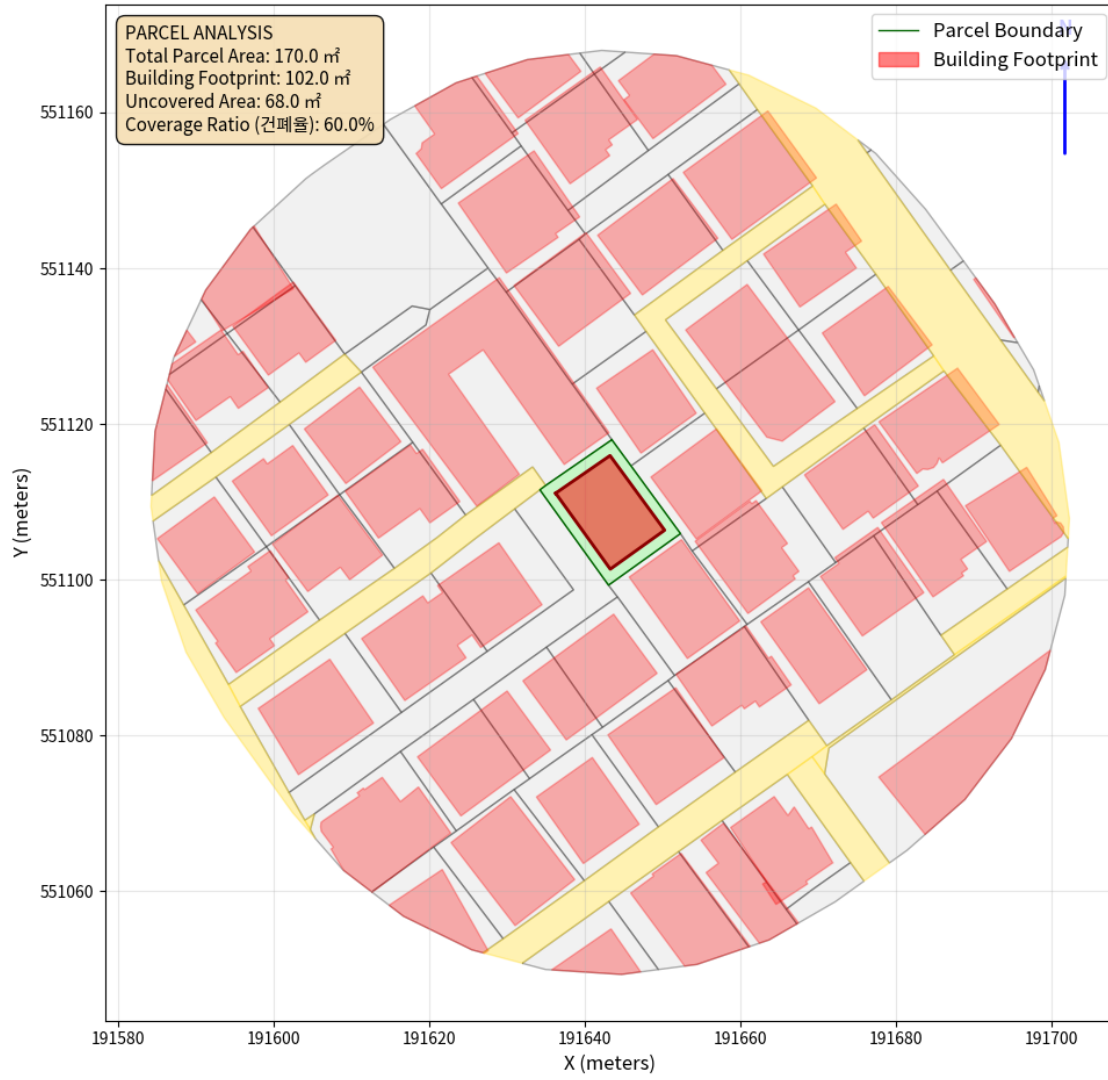 PARCEL ANALYSIS
Total Parcel Area: 170.0 ㎡
Building Footprint: 102.0 ㎡
Uncovered Area: 68.0 ㎡
Coverage Ratio (건폐율): 60.0%
Parcel Boundary
Building Footprint
N
551160
551140
551120
551100
551080
551060
Y (meters)
191580
191600
191620
191640
191660
191680
191700
X (meters)